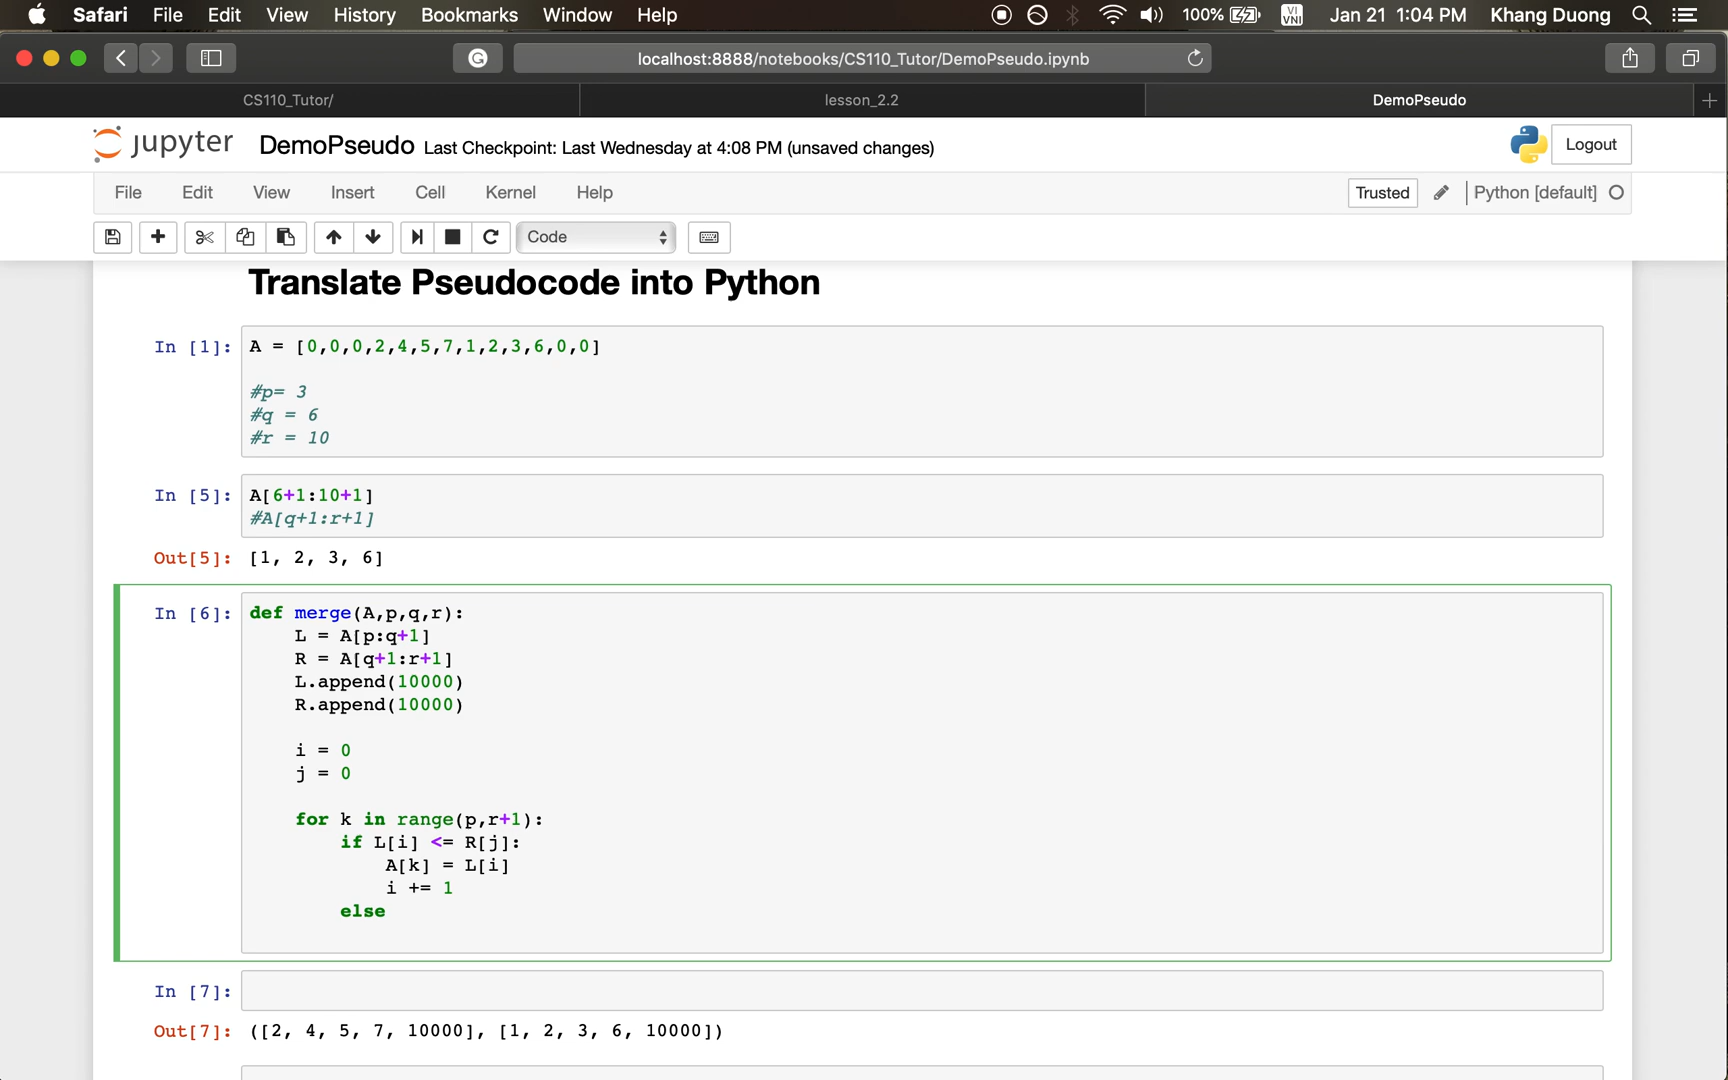 Safari File Edit View History Bookmarks Window Help 100% VI VNI Jan 21 1:04 PM Khang Duong
localhost:8888/notebooks/CS110_Tutor/DemoPseudo.ipynb
CS110_Tutor/ lesson_2.2 DemoPseudo
jupyter DemoPseudo Last Checkpoint: Last Wednesday at 4:08 PM (unsaved changes) Logout
File Edit View Insert Cell Kernel Help Trusted Python [default]
Code
Translate Pseudocode into Python
In [1]: A = [0,0,0,2,4,5,7,1,2,3,6,0,0]
#p= 3
#q = 6
#r = 10
In [5]: A[6+1:10+1]
#A[q+1:r+1]
Out[5]: [1, 2, 3, 6]
In [6]: def merge(A,p,q,r):
L = A[p:q+1]
R = A[q+1:r+1]
L.append(10000)
R.append(10000)
i = 0
j = 0
for k in range(p,r+1):
if L[i] <= R[j]:
A[k] = L[i]
i += 1
else
In [7]:
Out[7]: ([2, 4, 5, 7, 10000], [1, 2, 3, 6, 10000])